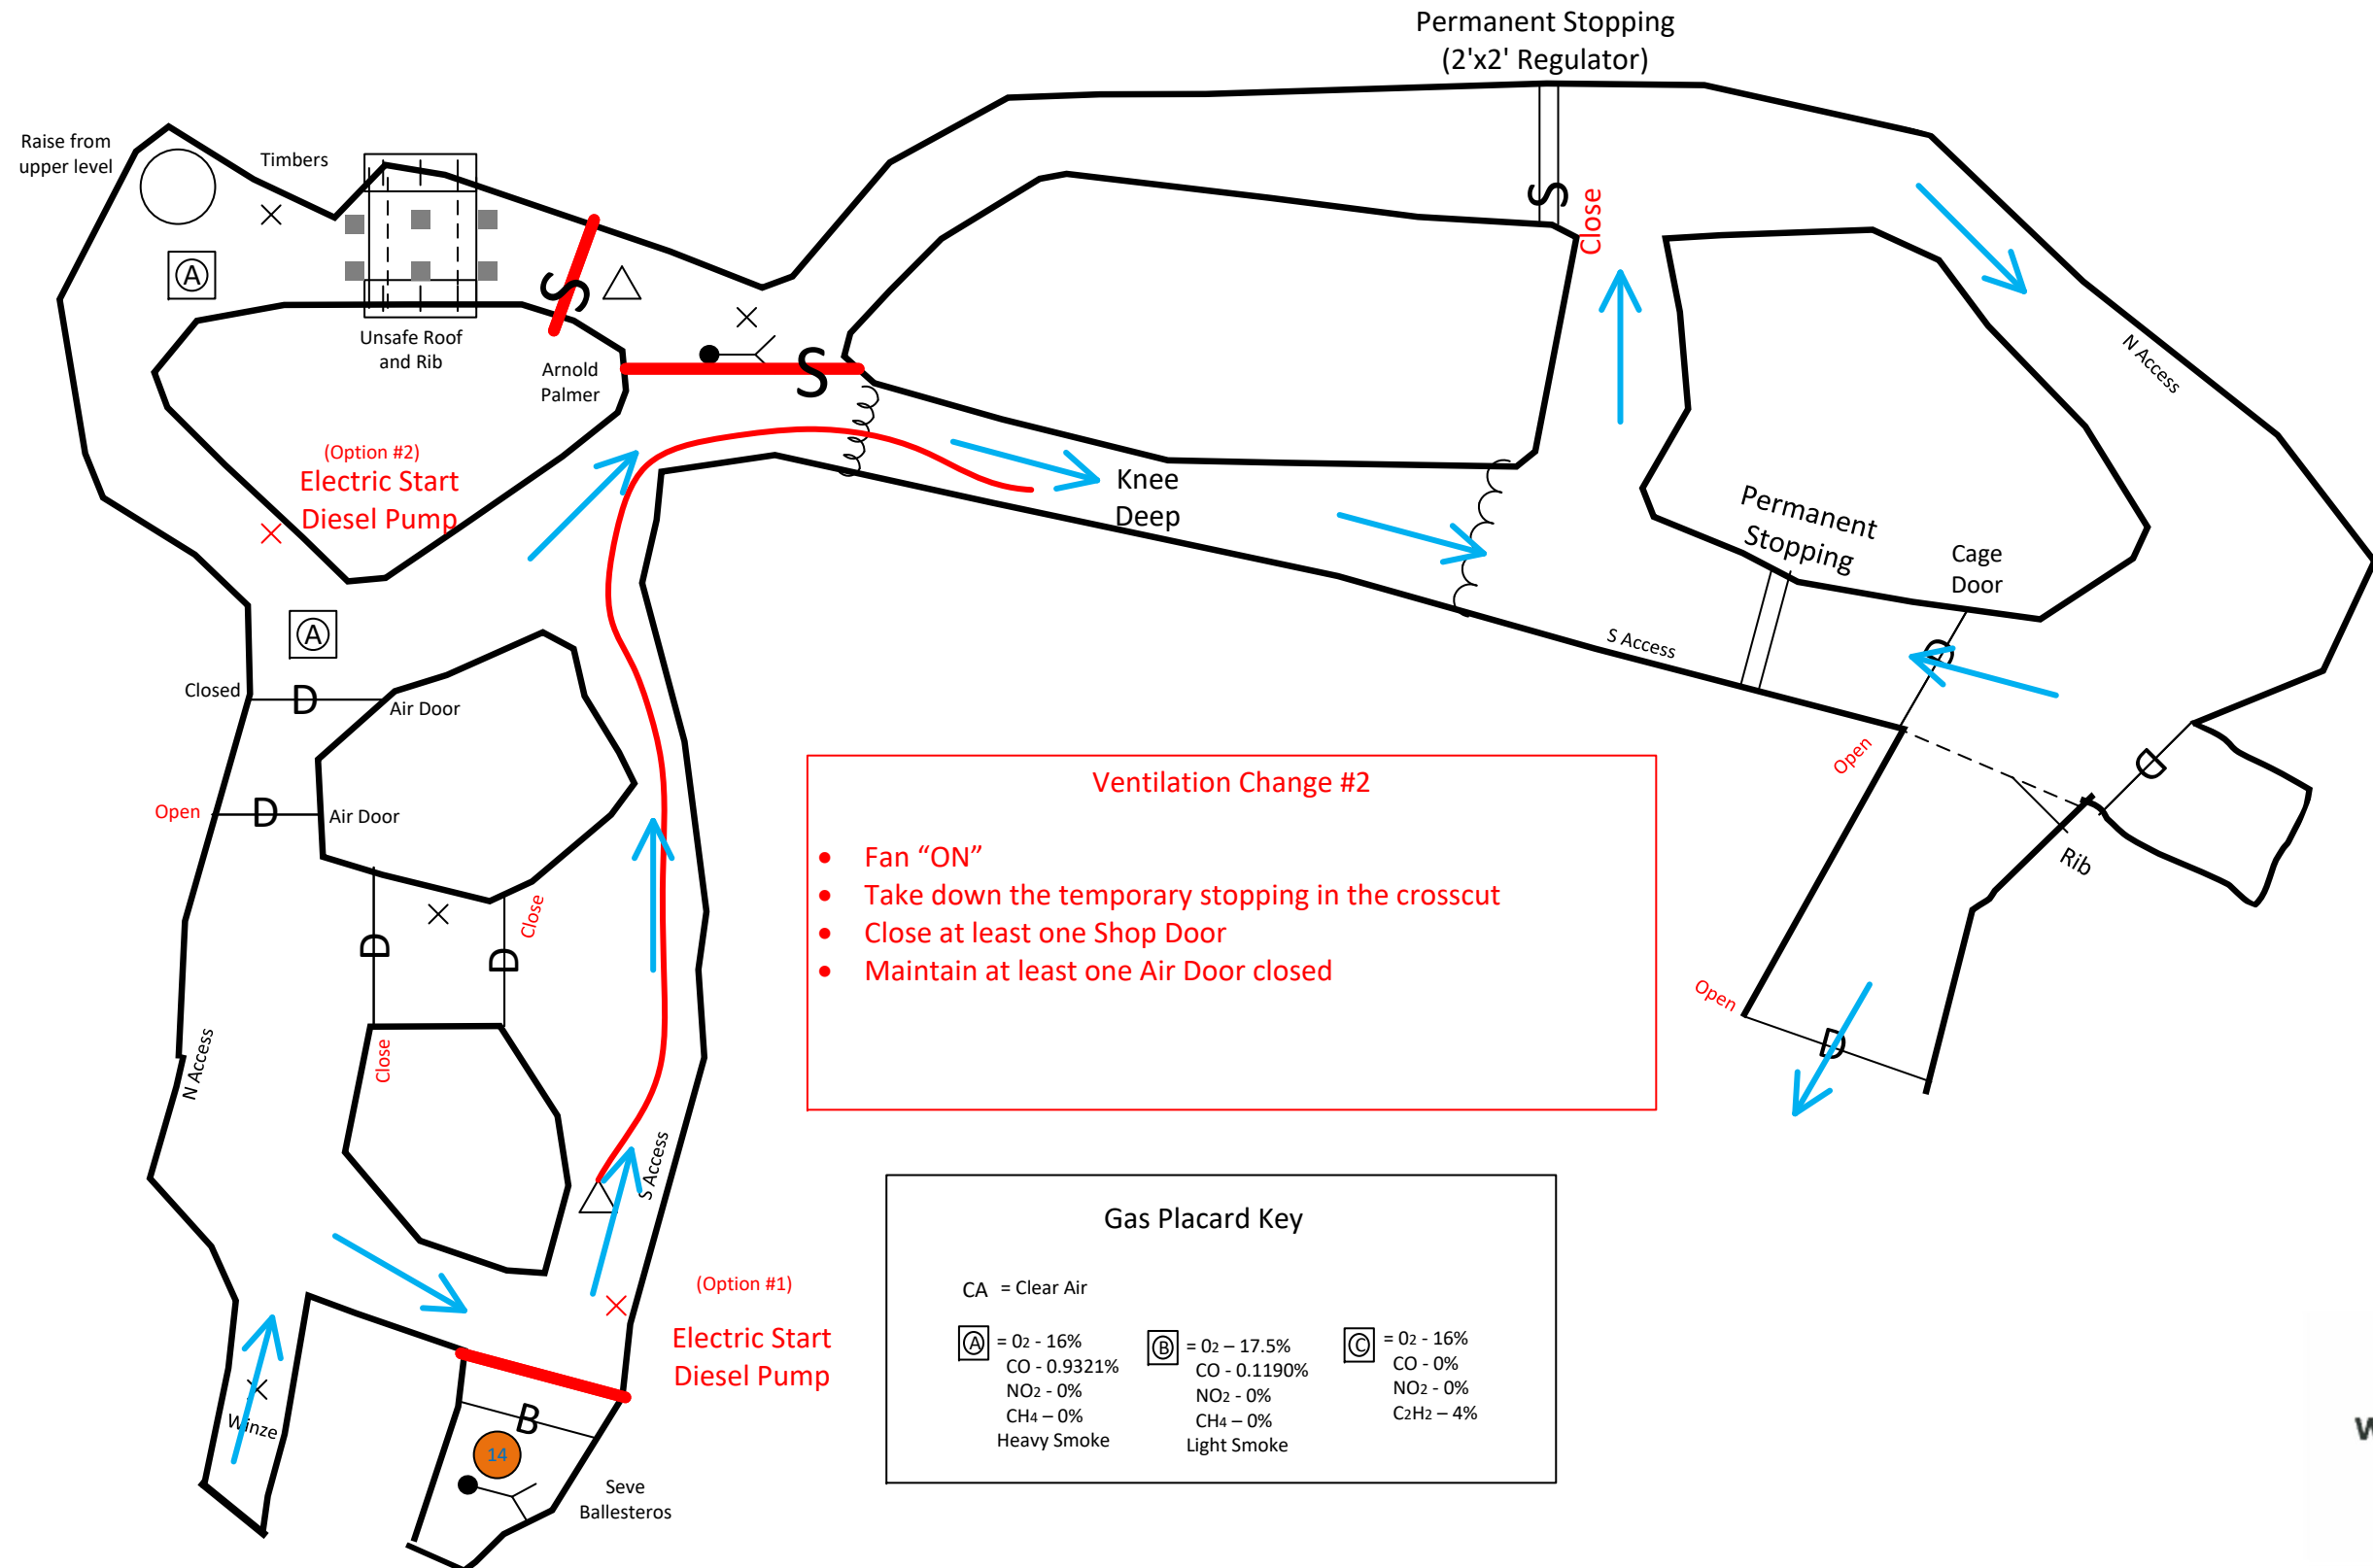 Permanent Stopping
(2'x2' Regulator)
Raise from
upper level
Timbers
S
Close
A
S
Unsafe Roof
and Rib
Arnold
Palmer
S
N Access
(Option #2)
Electric Start
Diesel Pump
Knee
Deep
Permanent
Stopping
Cage
Door
A
S Access
D
Closed
D
Air Door
Open
D
Open
D
Air Door
Ventilation Change #2
• Fan “ON”
• Take down the temporary stopping in the crosscut
• Close at least one Shop Door
• Maintain at least one Air Door closed
Rib
Close
D
D
Open
D
N Access
Close
S Access
Gas Placard Key
CA = Clear Air
A = O2 - 16%
CO - 0.9321%
NO2 - 0%
CH4 – 0%
Heavy Smoke
B = O2 – 17.5%
CO - 0.1190%
NO2 - 0%
CH4 – 0%
Light Smoke
C = O2 - 16%
CO - 0%
NO2 - 0%
C2H2 – 4%
(Option #1)
Electric Start
Diesel Pump
Winze
B
14
Seve
Ballesteros
W